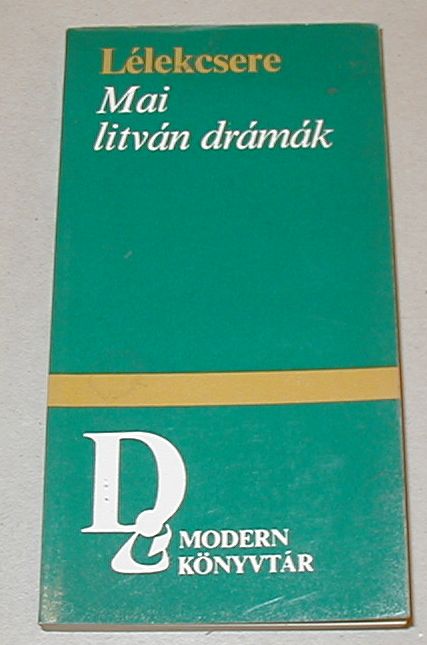 Lélekcsere
Mai
litván drámák
D
MODERN
KÖNYVTÁR